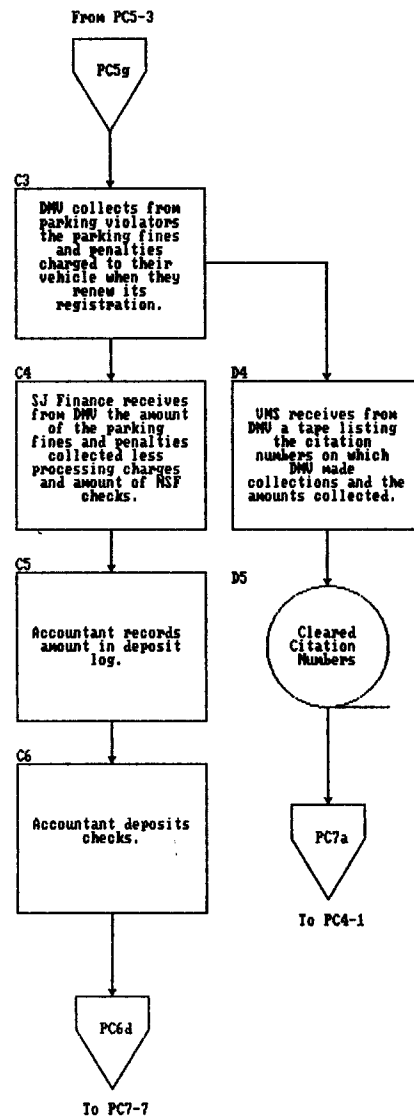 From PC5-3
PC5g
C3
DMV collects from
parking violators
the parking fines
and penalties
charged to their
vehicle when they
renew its
registration.
C4
SJ Finance receives
from DMV the amount
of the parking
fines and penalties
collected less
processing charges
and amount of NSF
checks.
D4
VMS receives from
DMV a tape listing
the citation
numbers on which
DMV made
collections and the
amounts collected.
C5
Accountant records
amount in deposit
log.
D5
Cleared
Citation
Numbers
C6
Accountant deposits
checks.
PC7a
To PC4-1
PC6d
To PC7-7